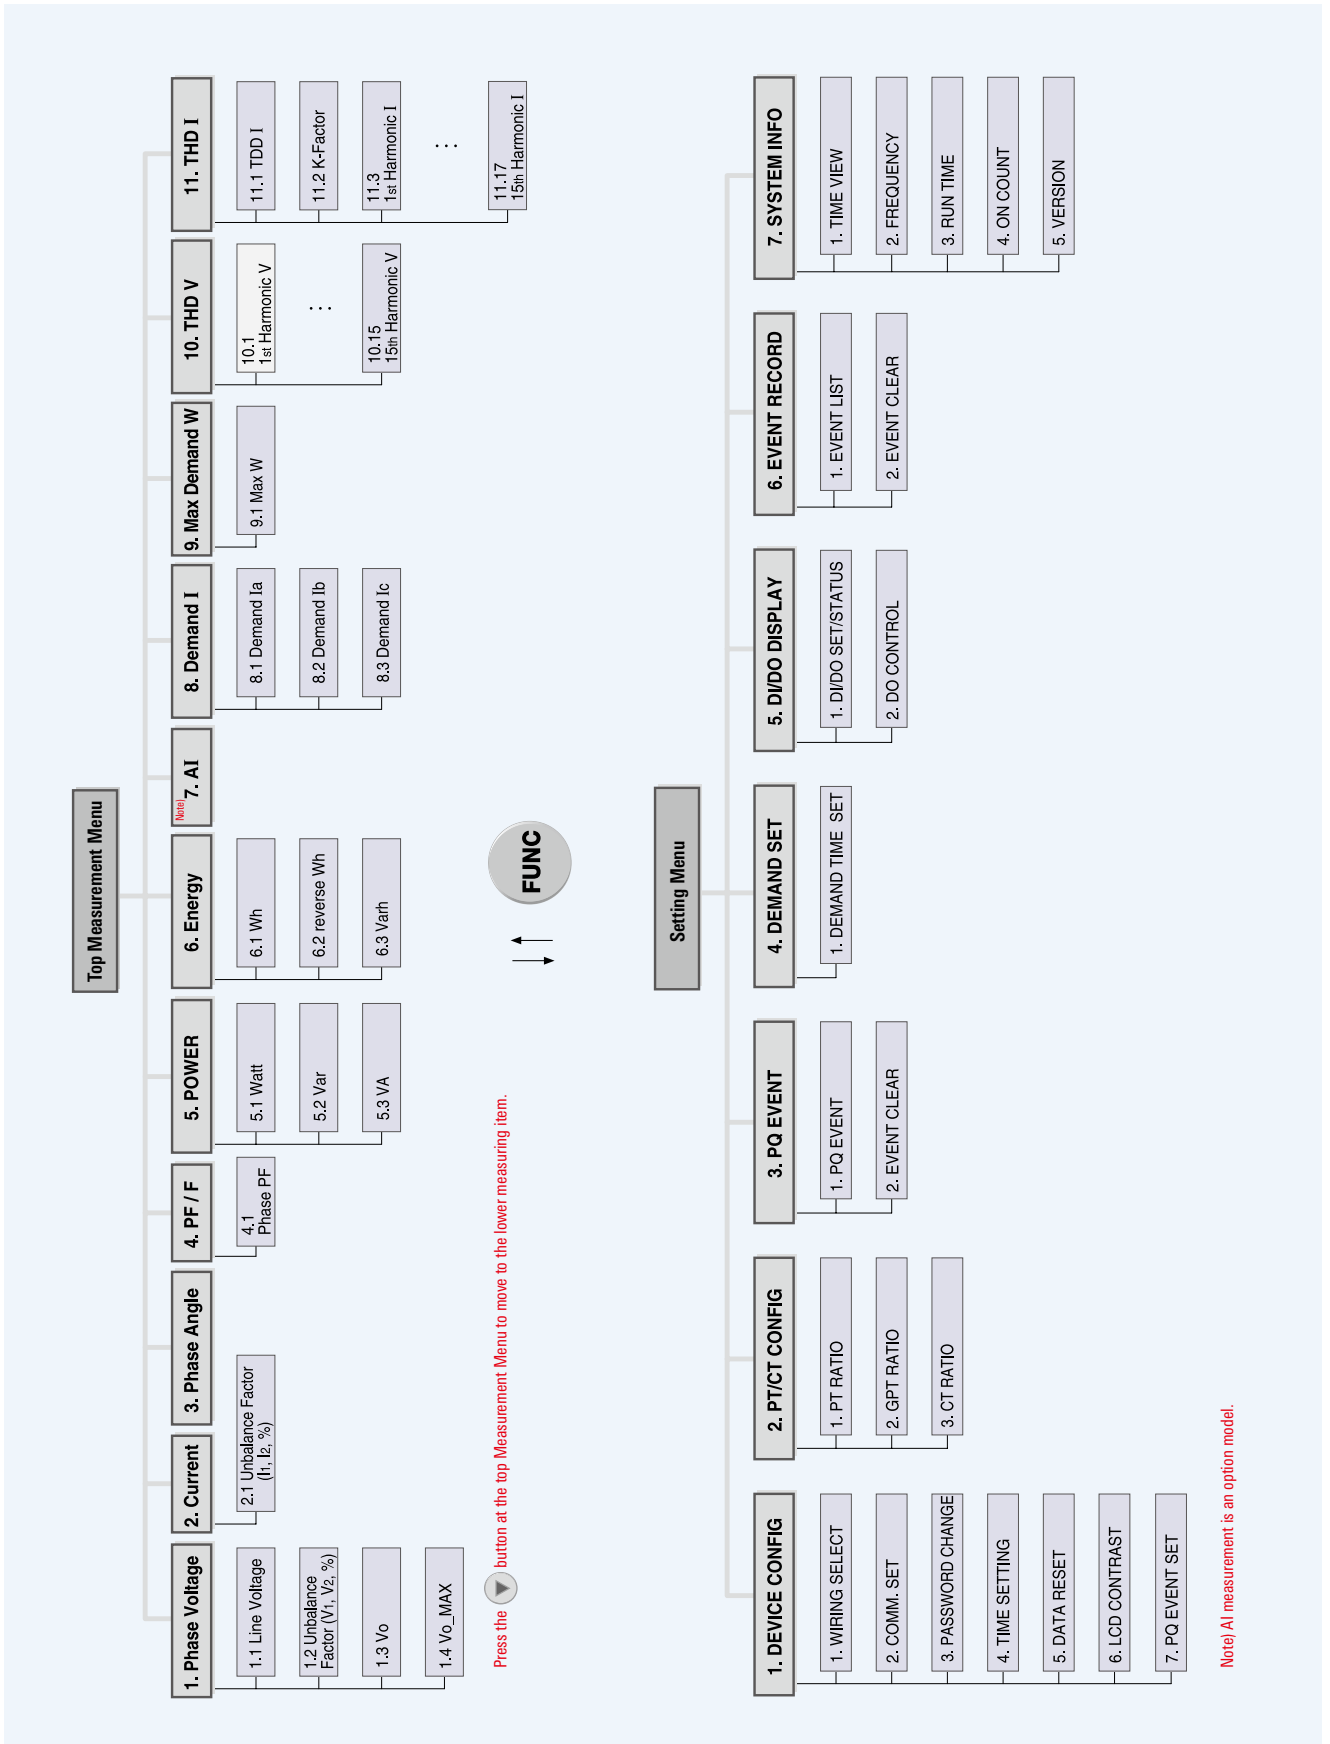 Top Measurement Menu
1. Phase Voltage
1.1 Line Voltage
1.2 Unbalance
Factor (V1, V2, %)
1.3 Vo
1.4 Vo_MAX
2. Current
2.1 Unbalance Factor
(I1, I2, %)
3. Phase Angle
4. PF / F
4.1
Phase PF
5. POWER
5.1 Watt
5.2 Var
5.3 VA
6. Energy
6.1 Wh
6.2 reverse Wh
6.3 Varh
Note)
7. AI
8. Demand I
8.1 Demand Ia
8.2 Demand Ib
8.3 Demand Ic
9. Max Demand W
9.1 Max W
10. THD V
10.1
1st Harmonic V
⋮
10.15
15th Harmonic V
11. THD I
11.1 TDD I
11.2 K-Factor
11.3
1st Harmonic I
⋮
11.17
15th Harmonic I
Press the ▼ button at the top Measurement Menu to move to the lower measuring item.
FUNC
Setting Menu
1. DEVICE CONFIG
1. WIRING SELECT
2. COMM. SET
3. PASSWORD CHANGE
4. TIME SETTING
5. DATA RESET
6. LCD CONTRAST
7. PQ EVENT SET
2. PT/CT CONFIG
1. PT RATIO
2. GPT RATIO
3. CT RATIO
3. PQ EVENT
1. PQ EVENT
2. EVENT CLEAR
4. DEMAND SET
1. DEMAND TIME SET
5. DI/DO DISPLAY
1. DI/DO SET/STATUS
2. DO CONTROL
6. EVENT RECORD
1. EVENT LIST
2. EVENT CLEAR
7. SYSTEM INFO
1. TIME VIEW
2. FREQUENCY
3. RUN TIME
4. ON COUNT
5. VERSION
Note) AI measurement is an option model.